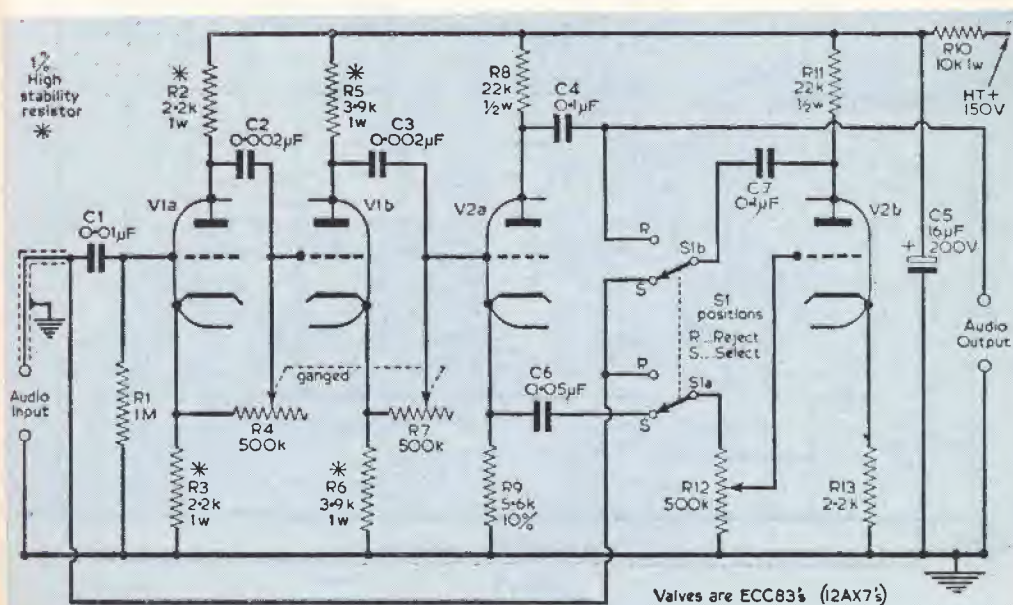 1%
High
stability
resistor
*
*
R2
2·2k
1w
C2
0·002µF
*
R5
3·9k
1w
C3
0·002µF
R8
22k
½w
C4
0·1µF
R11
22k
½w
R10
10k 1w
HT+
150V
C1
0·01µF
V1a
V1b
V2a
C7
0·1µF
V2b
C5
16µF
200V
+
R
S1b
S
S1
positions
R...Reject
S...Select
R
S1a
S
Audio
Input
R1
1M
ganged
R4
500k
R7
500k
C6
0·05µF
Audio
Output
*
R3
2·2k
1w
*
R6
3·9k
1w
R9
5·6k
10%
R12
500k
R13
2·2k
Valves are ECC83's (12AX7's)